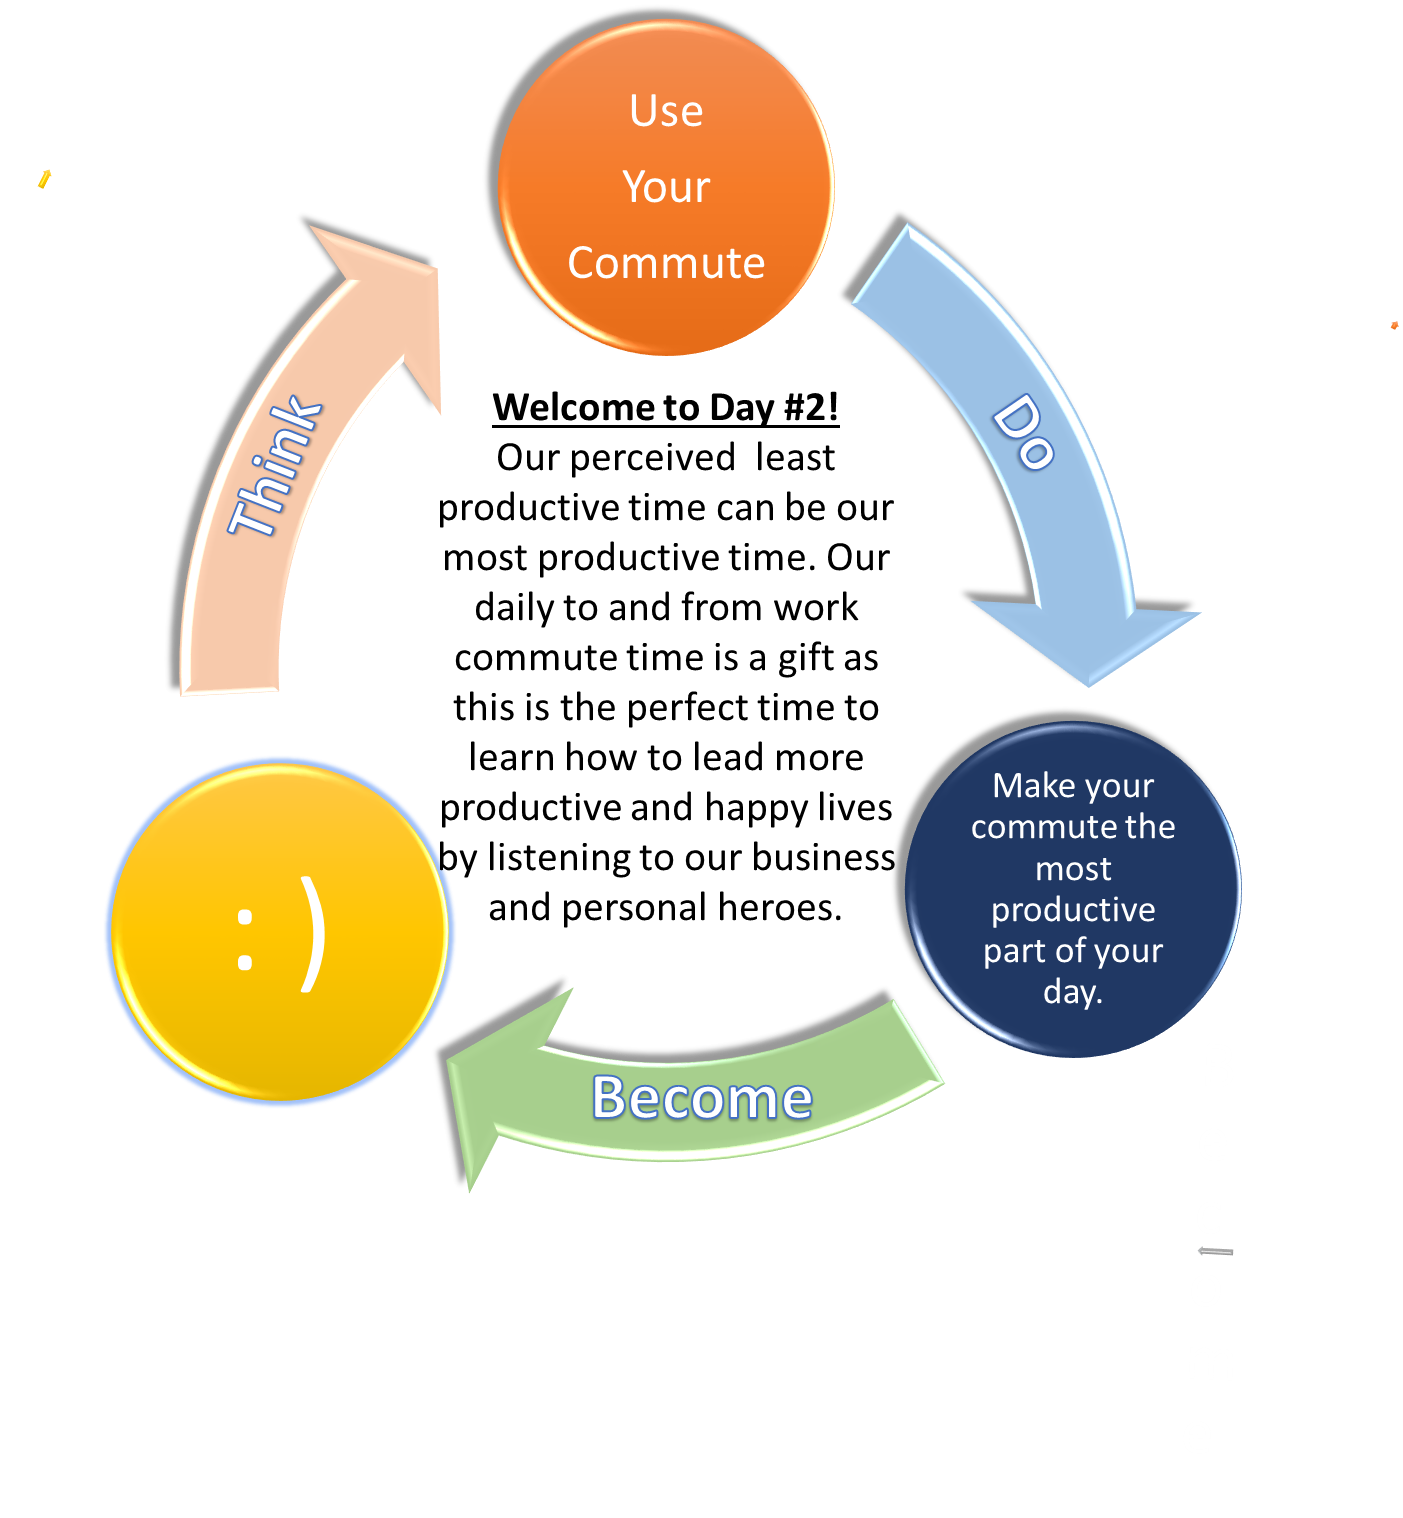 Use
Your
Commute
Think
Do
Welcome to Day #2!
Our perceived  least
productive time can be our
most productive time. Our
daily to and from work
commute time is a gift as
this is the perfect time to
learn how to lead more
productive and happy lives
by listening to our business
and personal heroes.
Make your
commute the
most
productive
part of your
day.
: )
Become